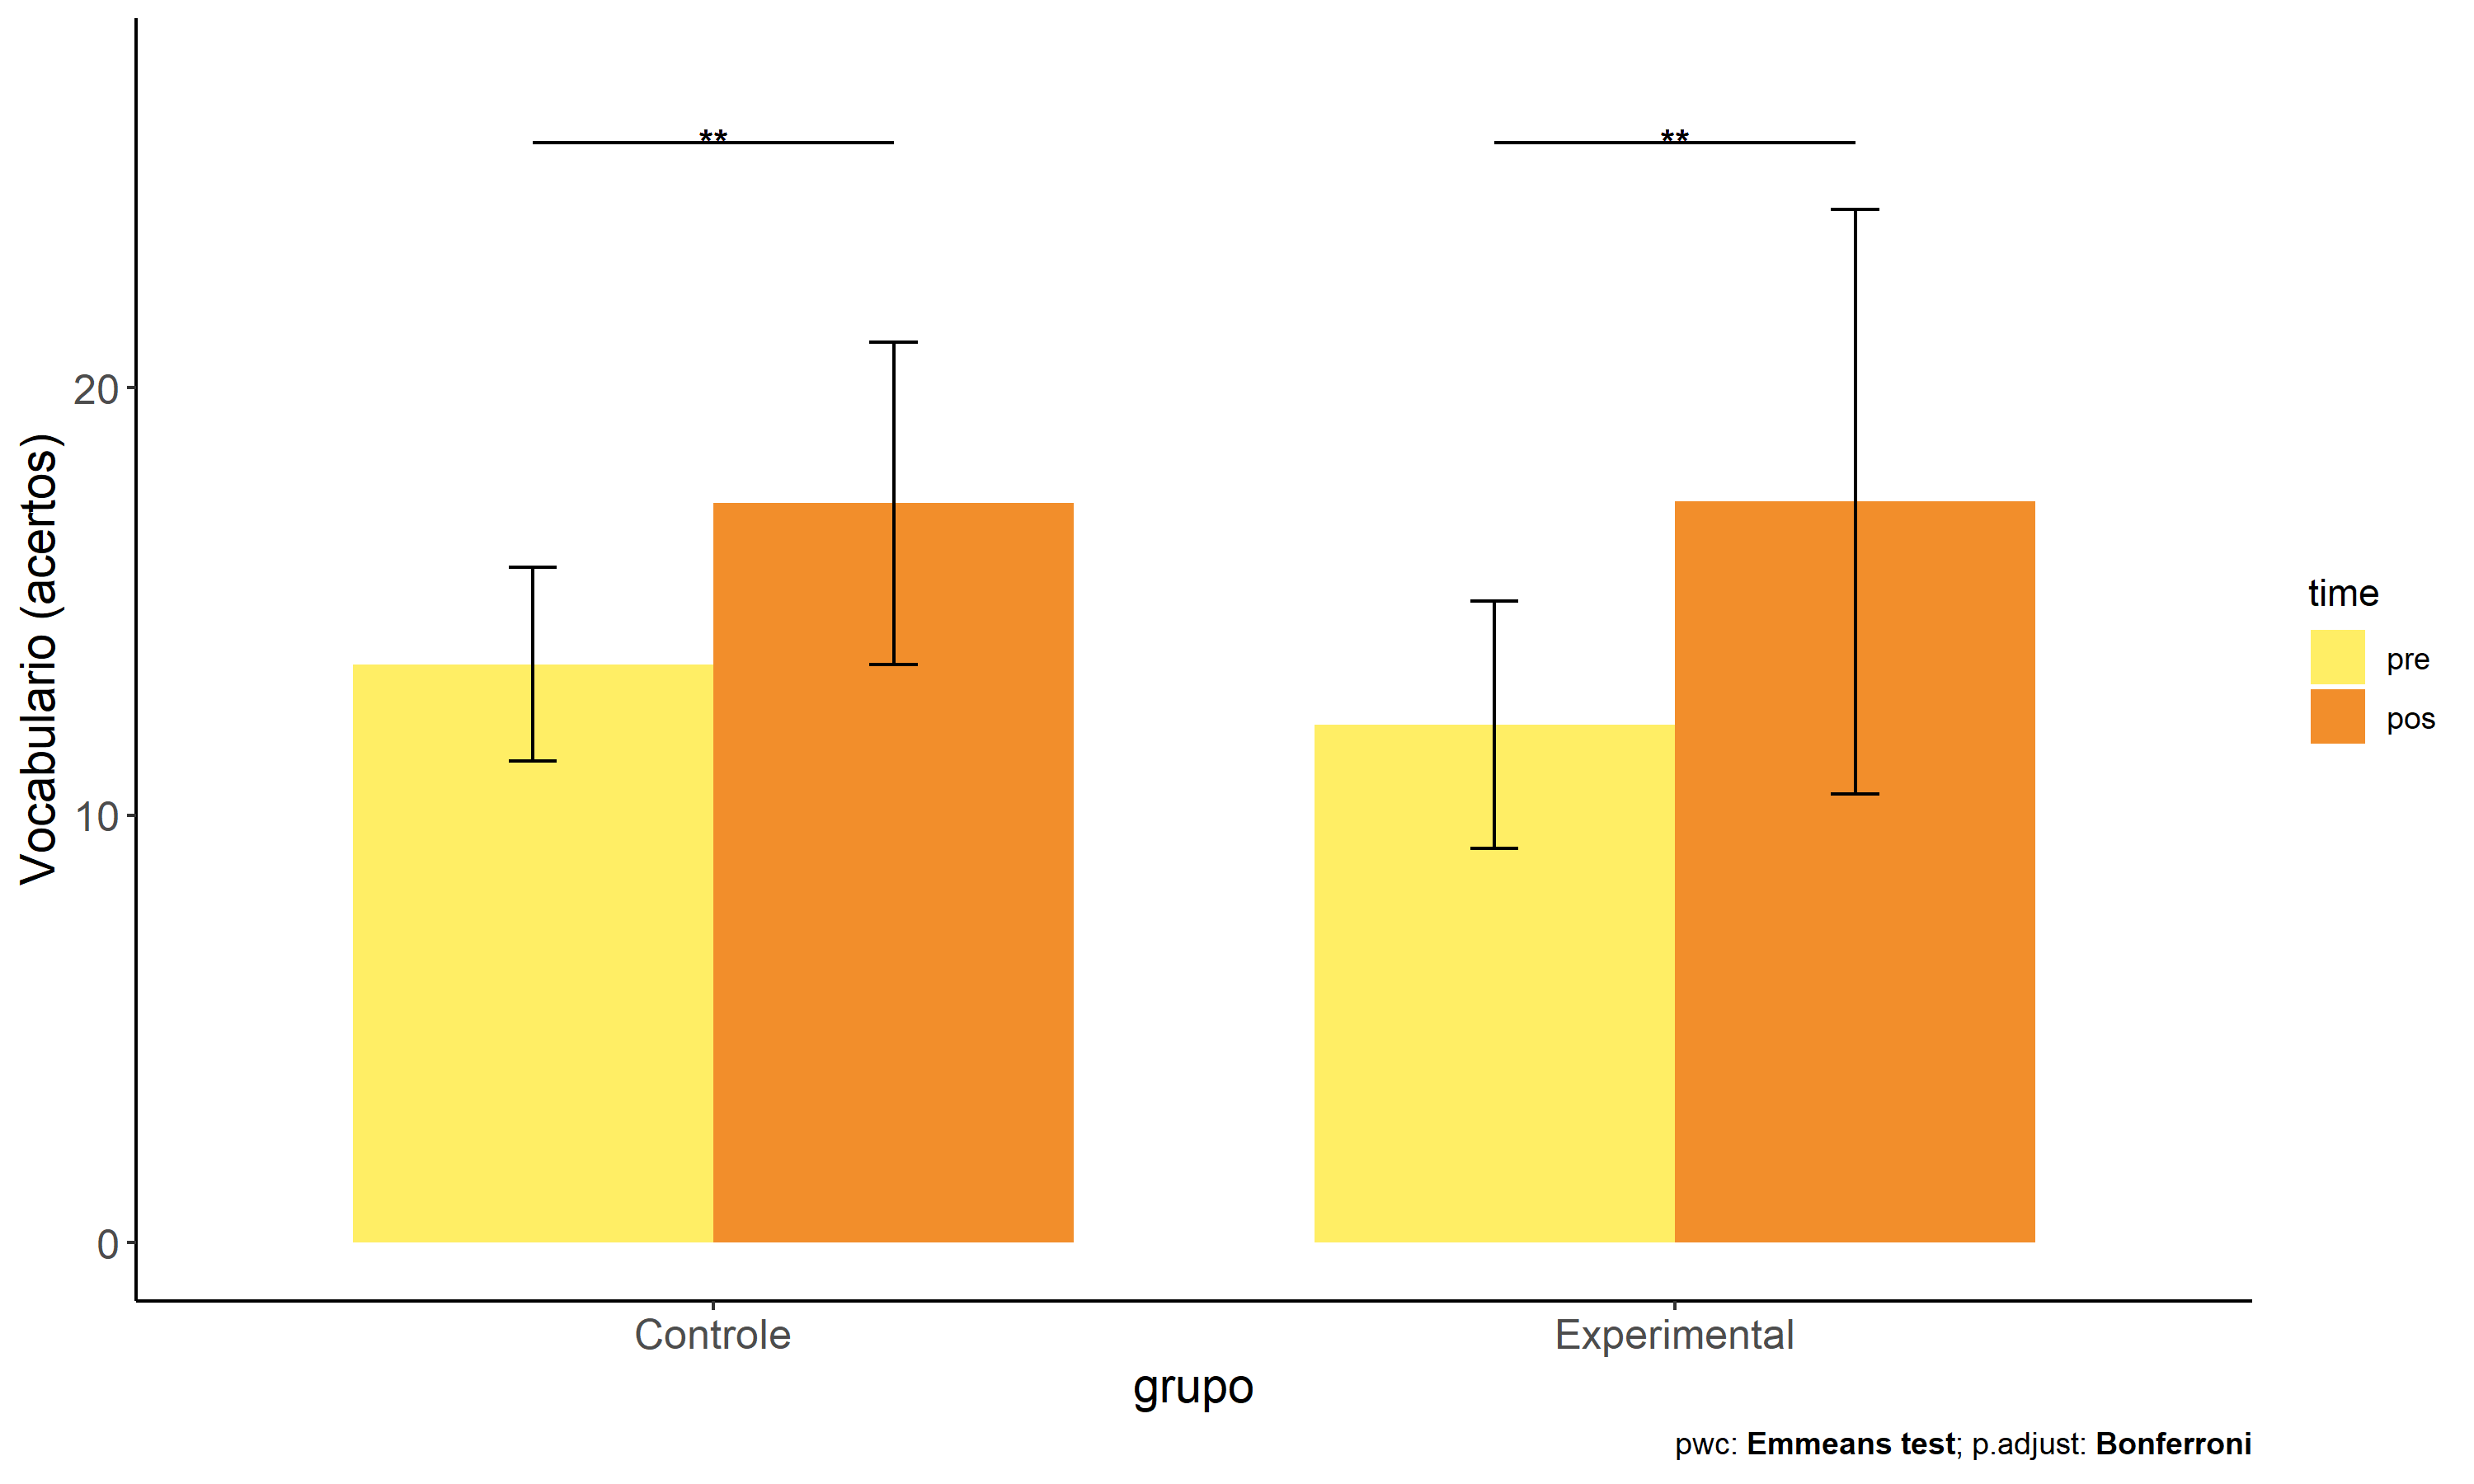 **
**
20
10
0
Vocabulario (acertos)
Controle
Experimental
grupo
time
pre
pos
pwc: Emmeans test; p.adjust: Bonferroni